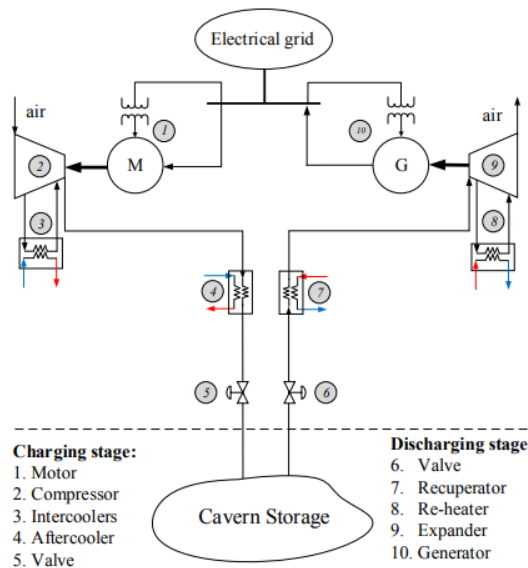 Electrical grid
air
air
1
10
2
M
G
9
3
8
4
7
5
6
Charging stage:
1. Motor
2. Compressor
3. Intercoolers
4. Aftercooler
5. Valve
Cavern Storage
Discharging stage
6. Valve
7. Recuperator
8. Re-heater
9. Expander
10. Generator